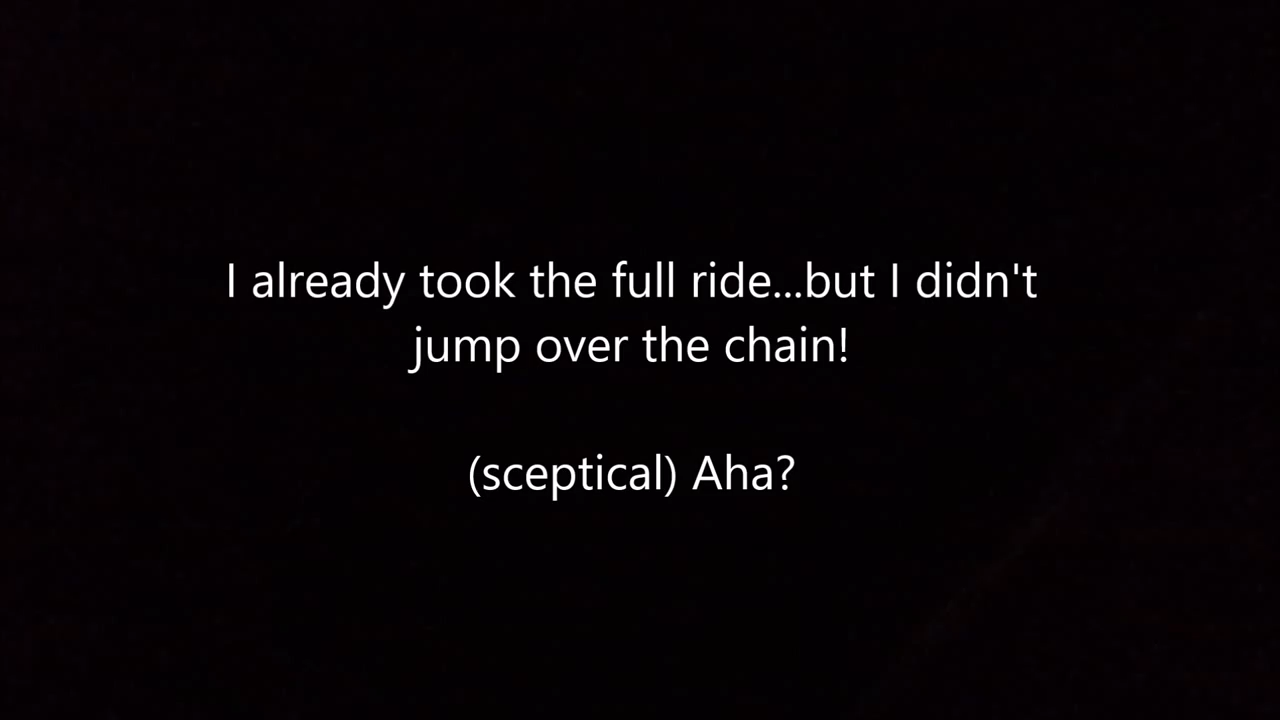 I already took the full ride...but I didn't
jump over the chain!
(sceptical) Aha?